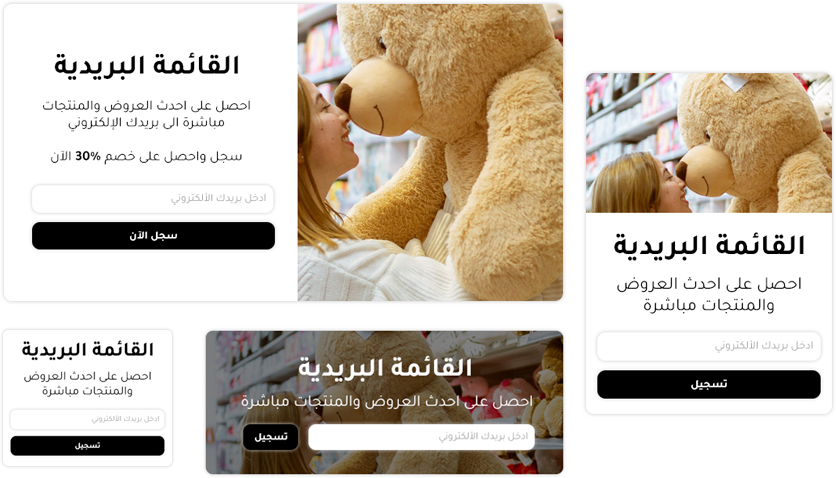 القائمة البريدية
احصل على احدث العروض والمنتجات
مباشرة الى بريدك الإلكتروني
سجل واحصل على خصم 30% الآن
ادخل بريدك الألكتروني
سجل الآن
القائمة البريدية
احصل على احدث العروض
والمنتجات مباشرة
ادخل بريدك الألكتروني
تسجيل
القائمة البريدية
احصل على احدث العروض والمنتجات مباشرة
ادخل بريدك الألكتروني
تسجيل
القائمة البريدية
احصل على احدث العروض
والمنتجات مباشرة
ادخل بريدك الألكتروني
تسجيل